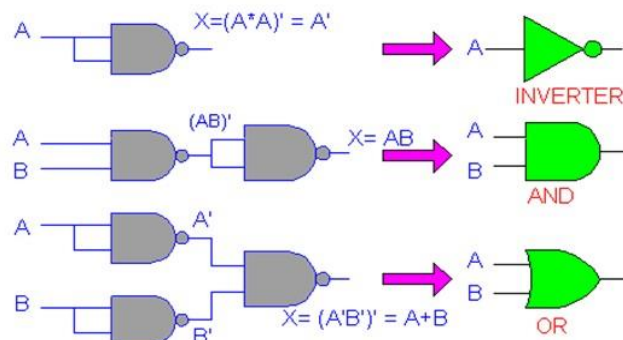 A
X=(A*A)' = A'
A
INVERTER
A
B
(AB)'
X= AB
A
B
AND
A
A'
B
B'
X= (A'B')' = A+B
A
B
OR